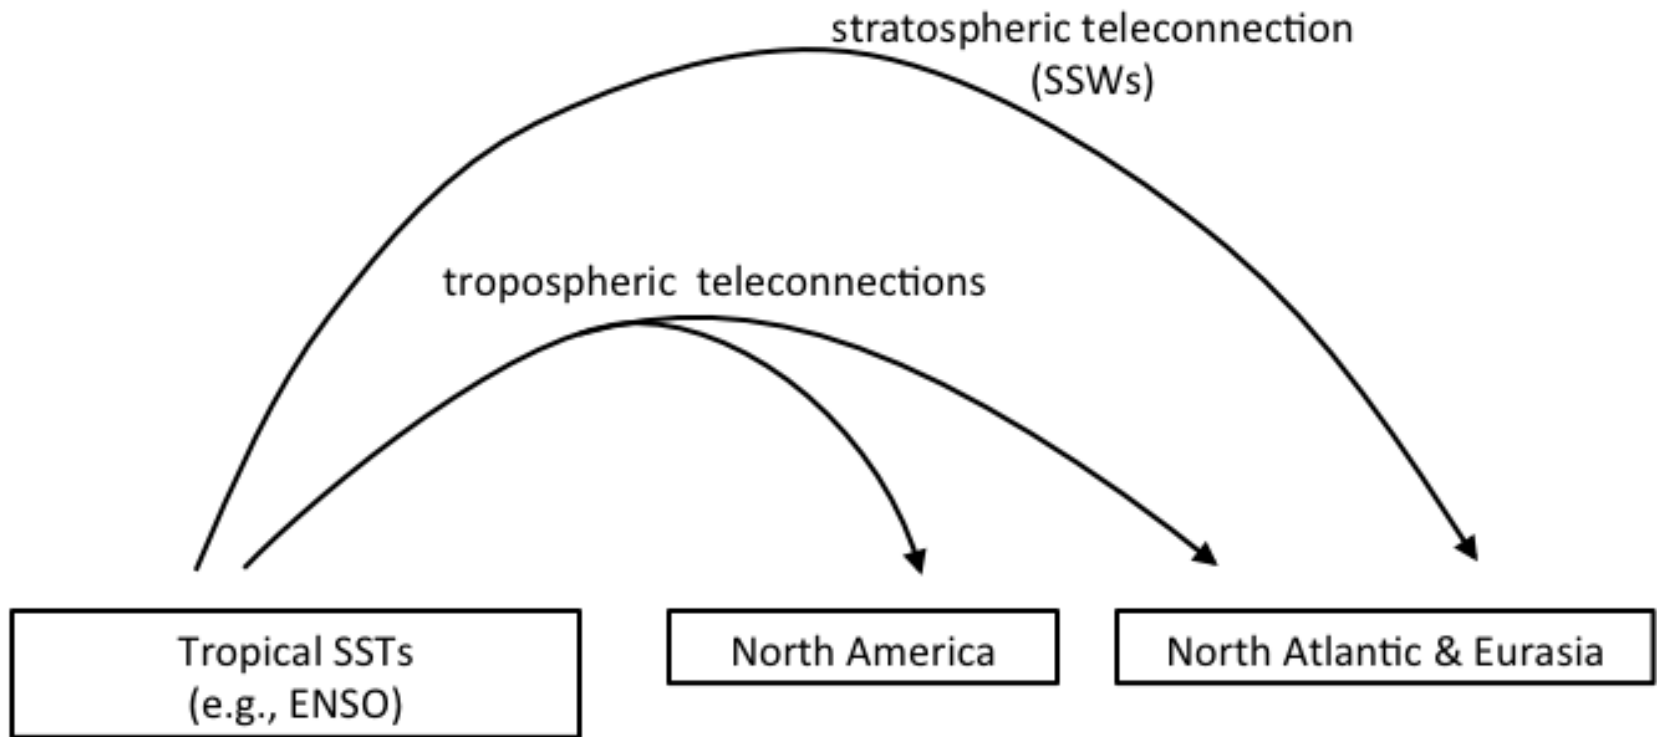 stratospheric teleconnection
(SSWs)
tropospheric teleconnections
Tropical SSTs
(e.g., ENSO)
North America
North Atlantic & Eurasia